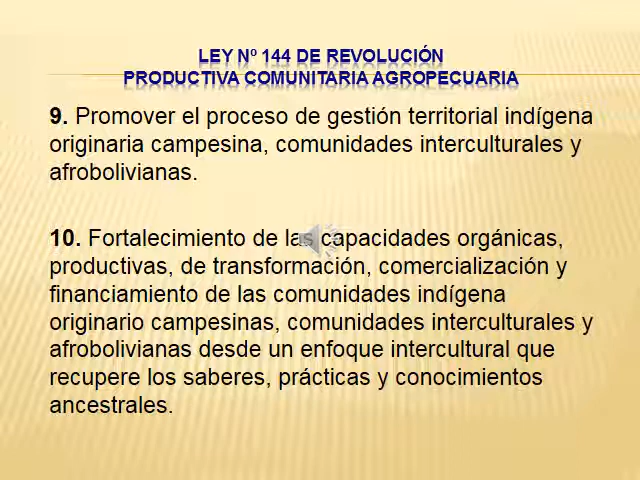 LEY Nº 144 DE REVOLUCIÓN
PRODUCTIVA COMUNITARIA AGROPECUARIA
9. Promover el proceso de gestión territorial indígena
originaria campesina, comunidades interculturales y
afrobolivianas.
10. Fortalecimiento de las capacidades orgánicas,
productivas, de transformación, comercialización y
financiamiento de las comunidades indígena
originario campesinas, comunidades interculturales y
afrobolivianas desde un enfoque intercultural que
recupere los saberes, prácticas y conocimientos
ancestrales.